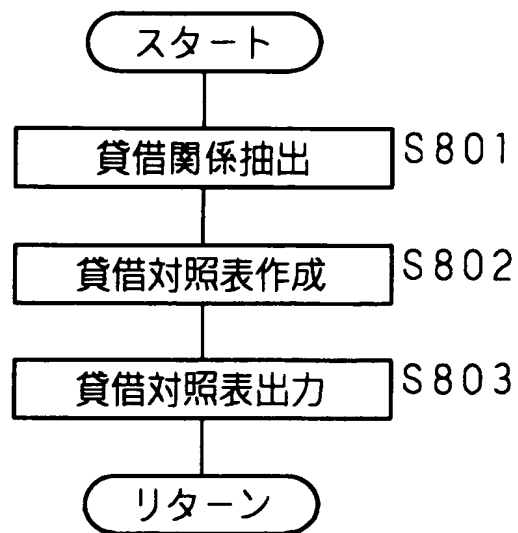 スタート
貸借関係抽出 S801
貸借対照表作成 S802
貸借対照表出力 S803
リターン